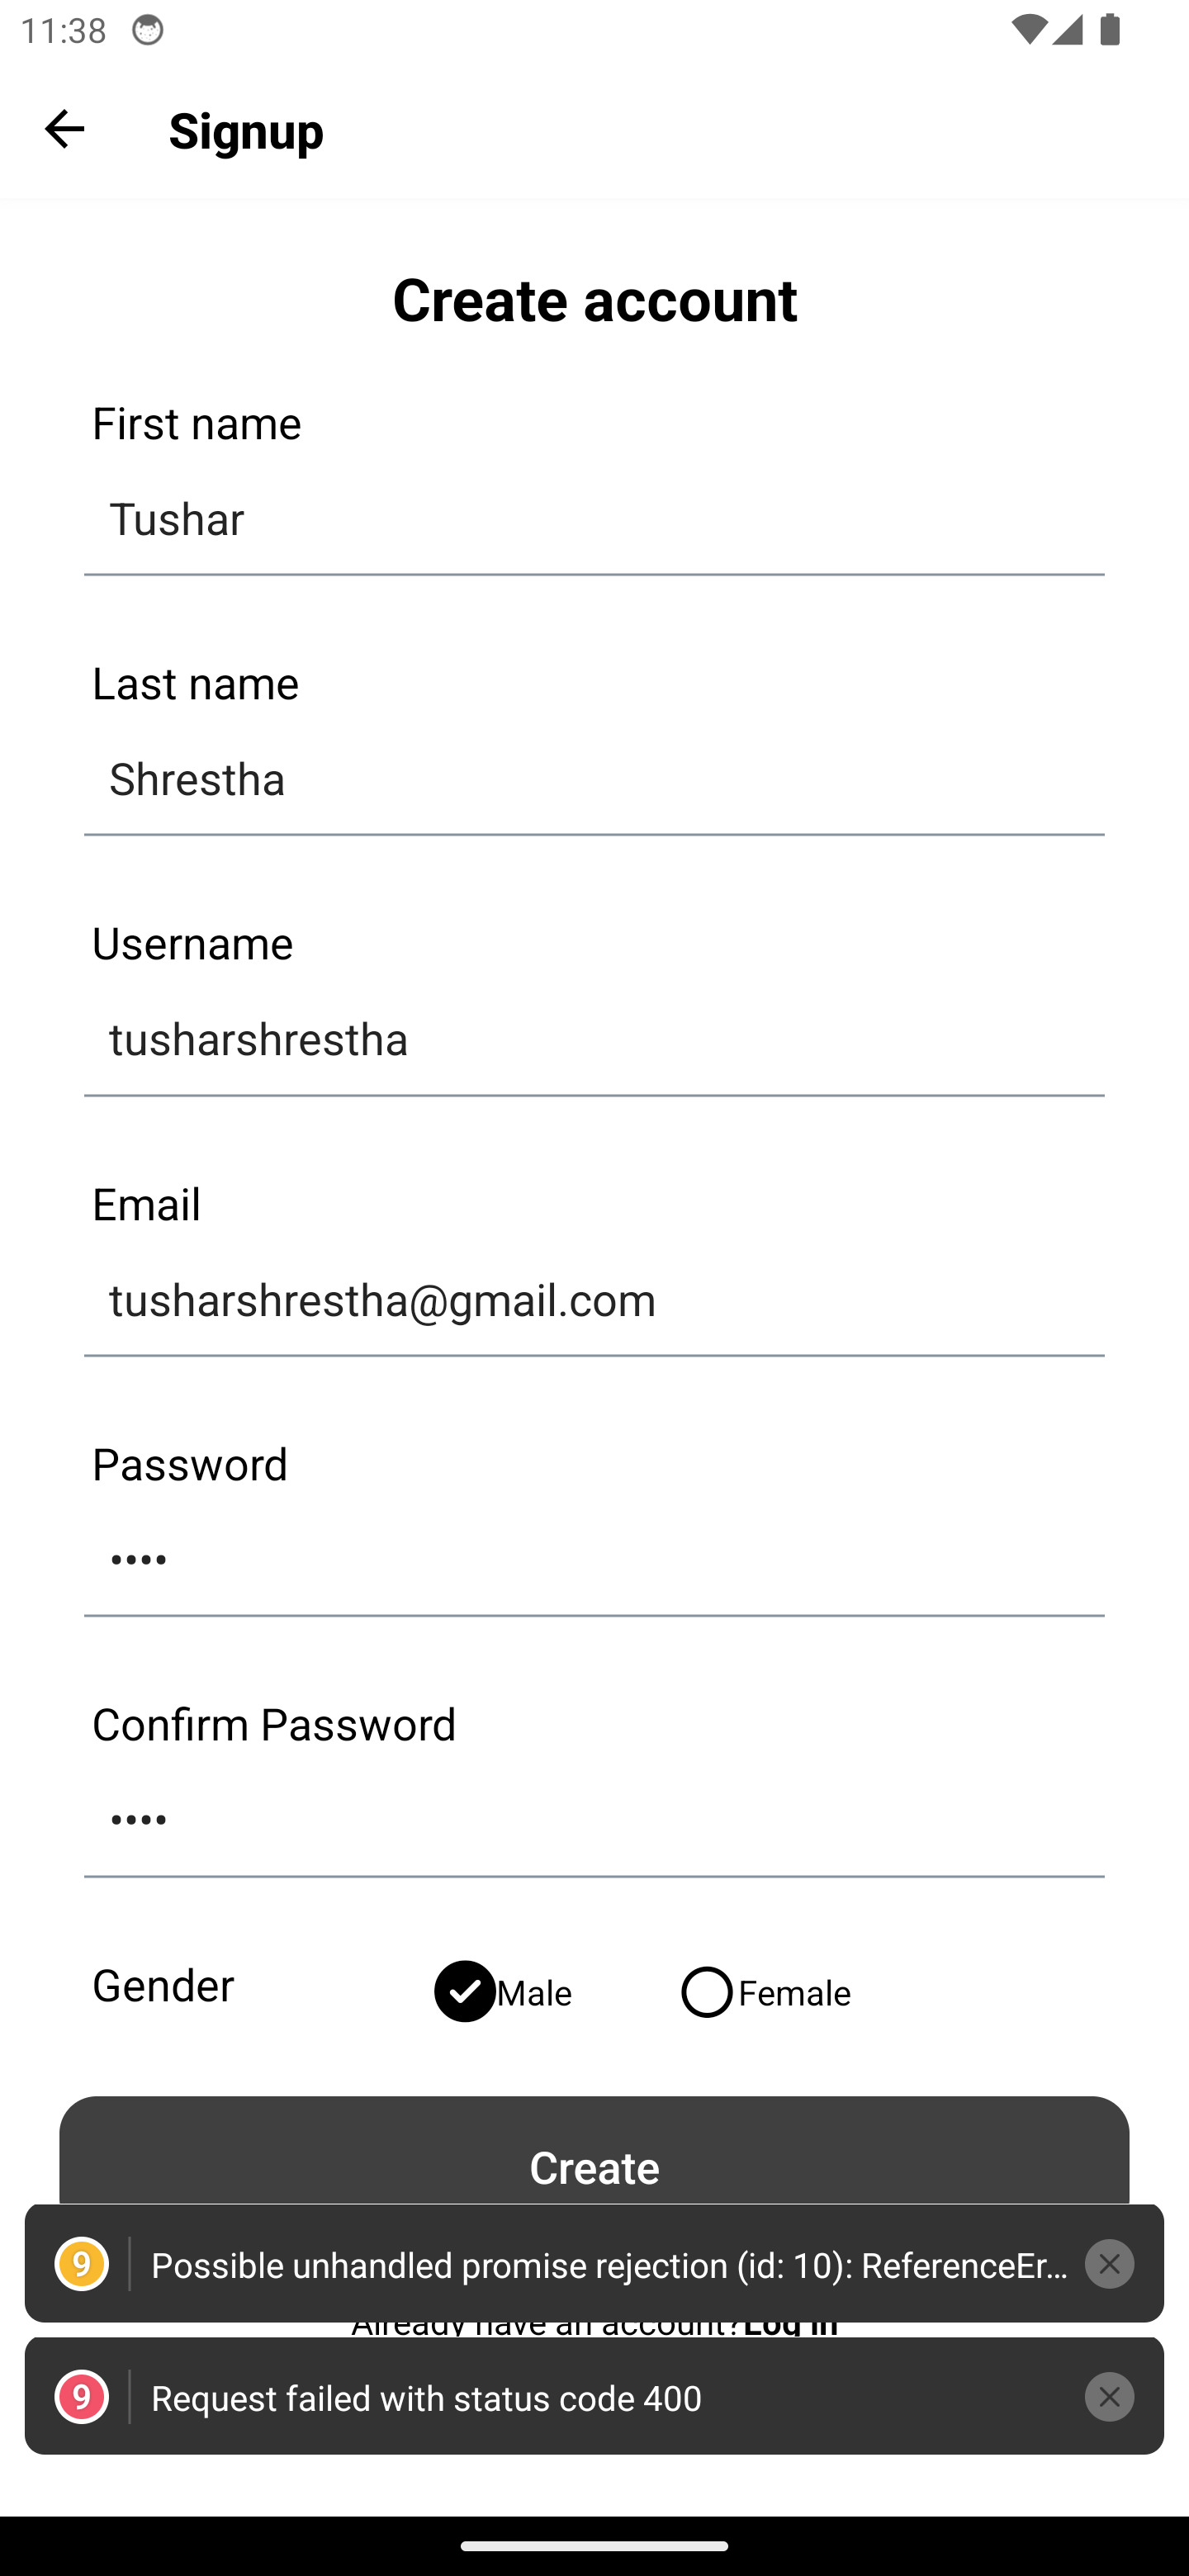 11:38
Signup
Create account
First name
Tushar
Last name
Shrestha
Username
tusharshrestha
Email
tusharshrestha@gmail.com
Password
••••
Confirm Password
••••
Gender Male Female
Create
9 Possible unhandled promise rejection (id: 10): ReferenceEr...
Already have an account?Log in
9 Request failed with status code 400